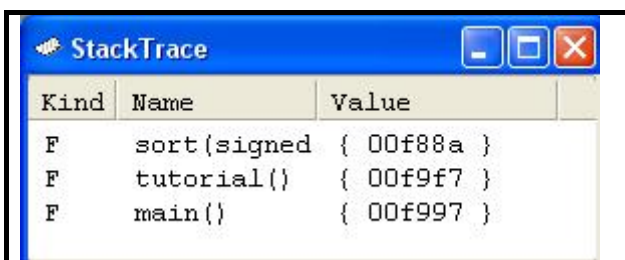 StackTrace
Kind Name Value
F sort(signed { 00f88a }
F tutorial() { 00f9f7 }
F main() { 00f997 }